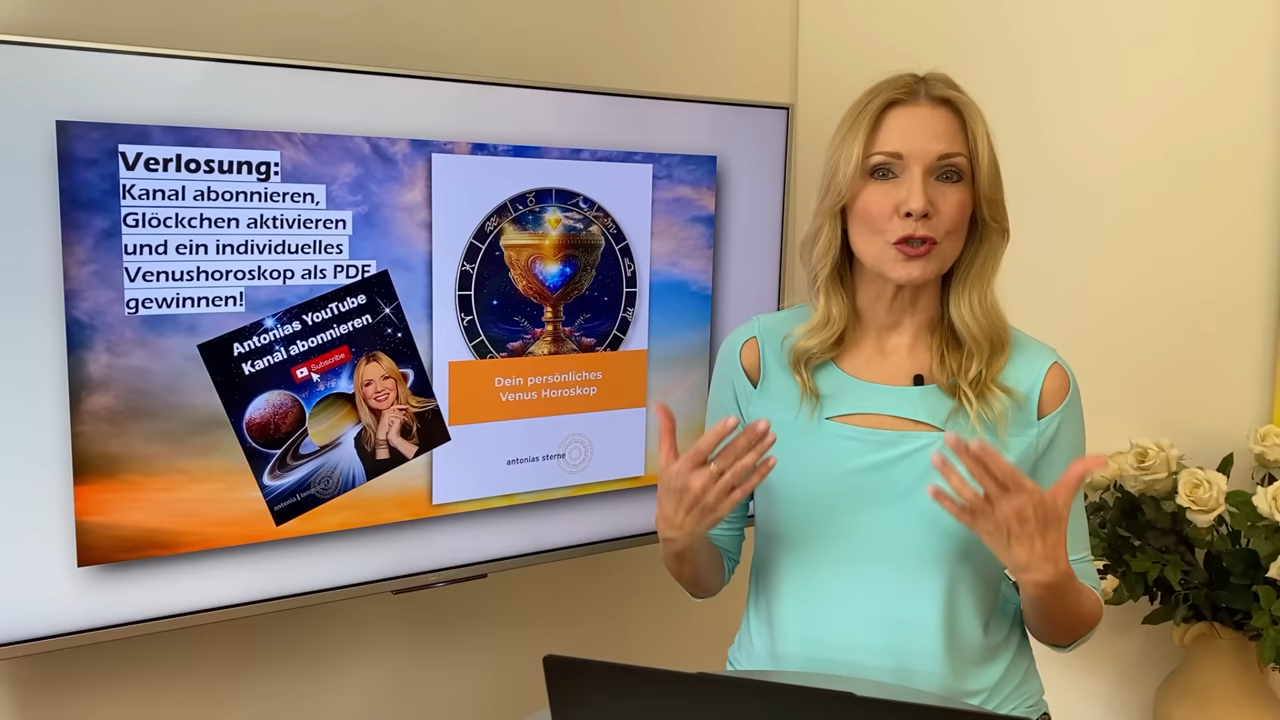 Verlosung:
Kanal abonnieren,
Glöckchen aktivieren
und ein individuelles
Venushoroskop als PDF
gewinnen!
Antonias YouTube
Kanal abonnieren
Subscribe
Dein persönliches
Venus Horoskop
antonias sterne
antonia